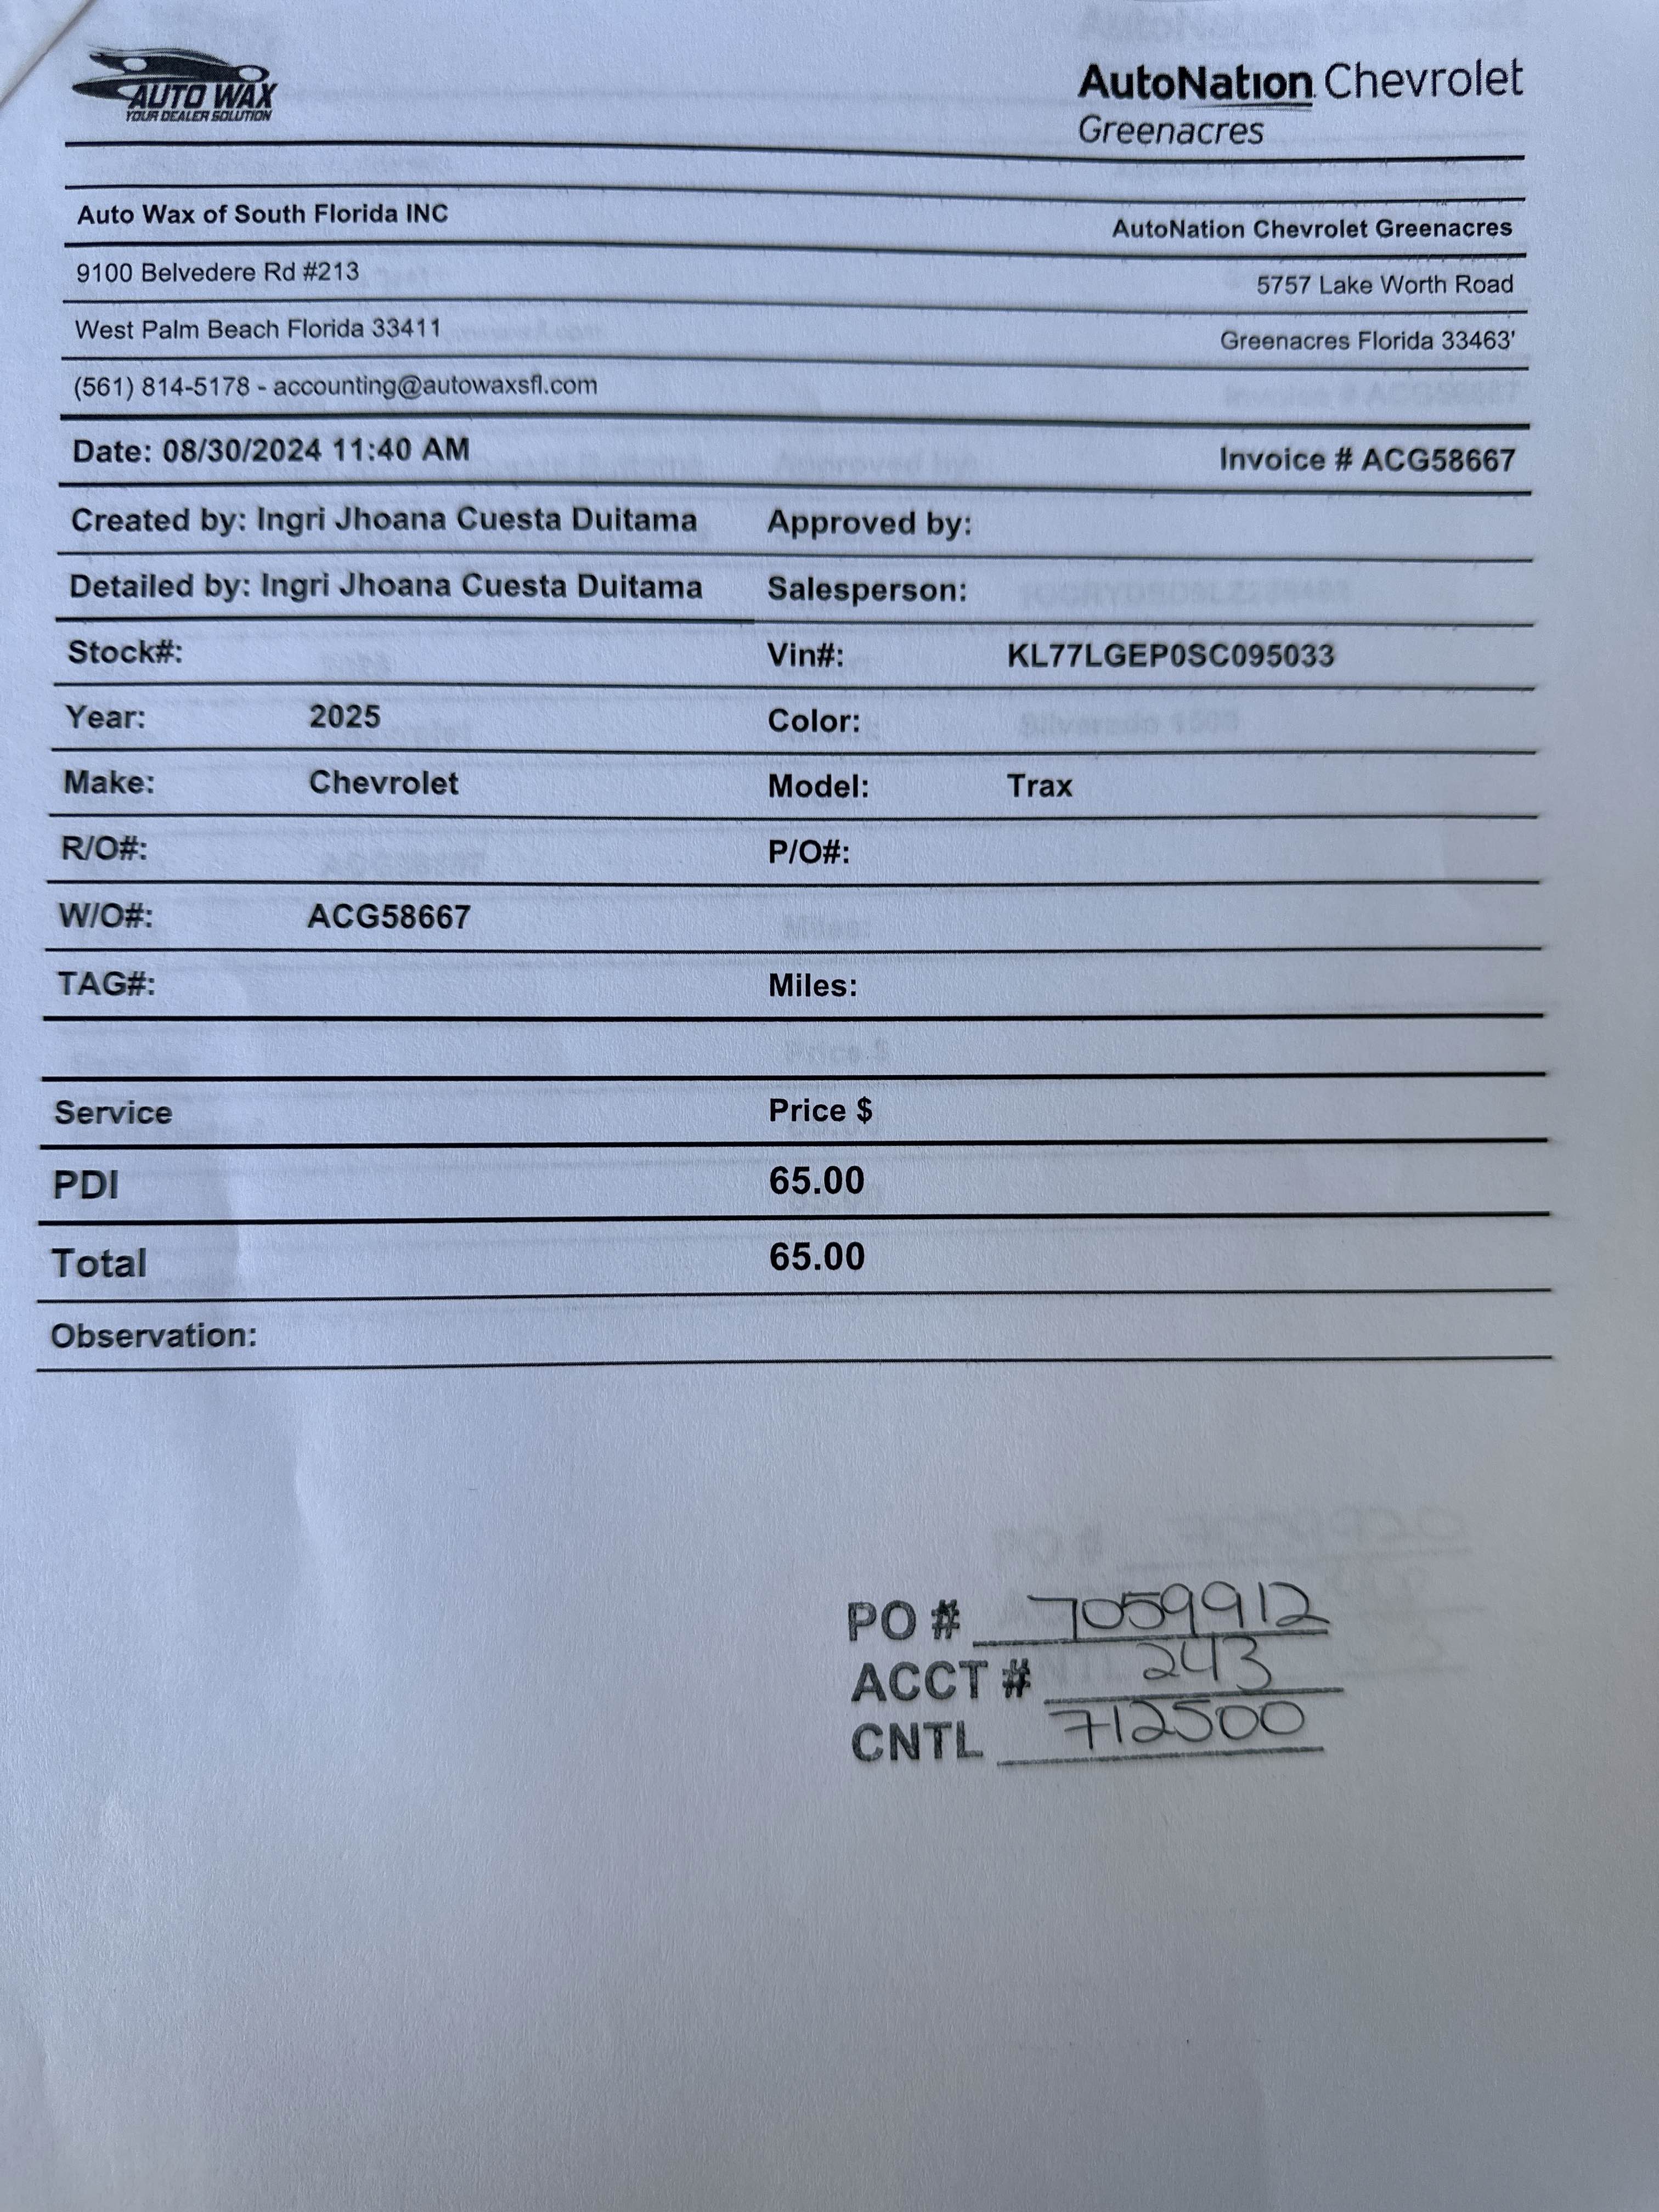 AUTO WAX
YOUR DEALER SOLUTION
AutoNation Chevrolet
Greenacres
Auto Wax of South Florida INC
AutoNation Chevrolet Greenacres
9100 Belvedere Rd #213
5757 Lake Worth Road
West Palm Beach Florida 33411
Greenacres Florida 33463'
(561) 814-5178 - accounting@autowaxsfl.com
Date: 08/30/2024 11:40 AM
Invoice # ACG58667
Created by: Ingri Jhoana Cuesta Duitama Approved by:
Detailed by: Ingri Jhoana Cuesta Duitama Salesperson:
Stock#: Vin#: KL77LGEP0SC095033
Year: 2025 Color:
Make: Chevrolet Model: Trax
R/O#: P/O#:
W/O#: ACG58667
TAG#: Miles:
Service Price $
PDI 65.00
Total 65.00
Observation:
PO # 7059912
ACCT # 243
CNTL 712500